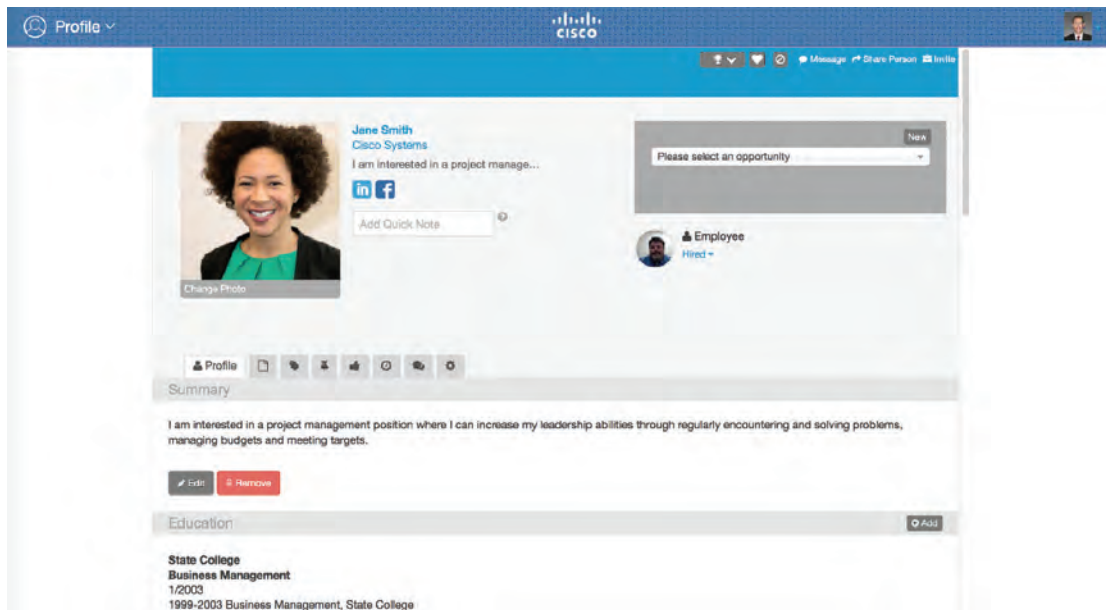 Profile
CISCO
Message Share Person Invite
Jane Smith
Cisco Systems
I am interested in a project manage...
Add Quick Note
Change Photo
New
Please select an opportunity
Employee
Hired
Profile
Summary
I am interested in a project management position where I can increase my leadership abilities through regularly encountering and solving problems,
managing budgets and meeting targets.
Edit Remove
Education
Add
State College
Business Management
1/2003
1999-2003 Business Management, State College